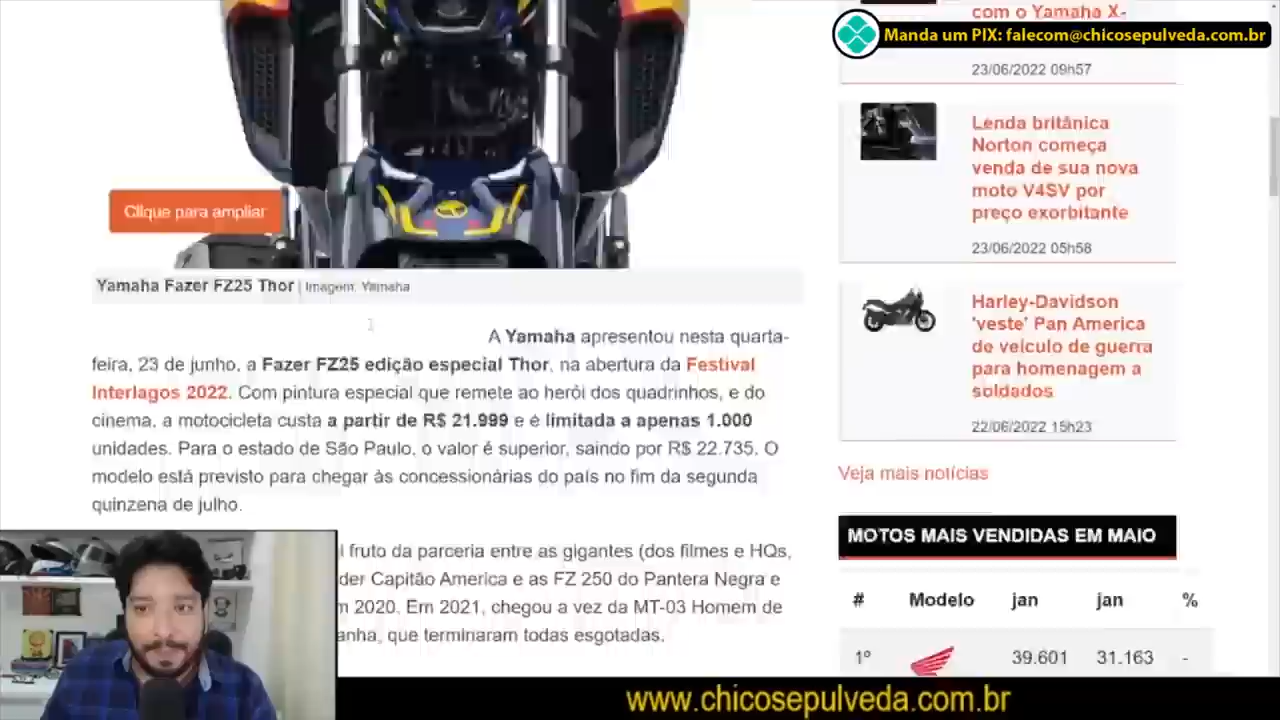 com o Yamaha X-
Manda um PIX: falecom@chicosepulveda.com.br
23/06/2022 09h57
Lenda britânica
Norton começa
venda de sua nova
moto V4SV por
preço exorbitante
23/06/2022 05h58
Clique para ampliar
Yamaha Fazer FZ25 Thor | Imagem: Yamaha
Harley-Davidson
'veste' Pan America
de veículo de guerra
para homenagem a
soldados
22/06/2022 15h23
A Yamaha apresentou nesta quarta-
feira, 23 de junho, a Fazer FZ25 edição especial Thor, na abertura da Festival
Interlagos 2022. Com pintura especial que remete ao herói dos quadrinhos, e do
cinema, a motocicleta custa a partir de R$ 21.999 e é limitada a apenas 1.000
unidades. Para o estado de São Paulo, o valor é superior, saindo por R$ 22.735. O
modelo está previsto para chegar às concessionárias do país no fim da segunda
quinzena de julho.
l fruto da parceria entre as gigantes (dos filmes e HQs,
der Capitão America e as FZ 250 do Pantera Negra e
m 2020. Em 2021, chegou a vez da MT-03 Homem de
anha, que terminaram todas esgotadas.
Veja mais notícias
MOTOS MAIS VENDIDAS EM MAIO
# Modelo jan jan %
1º 39.601 31.163 -
www.chicosepulveda.com.br